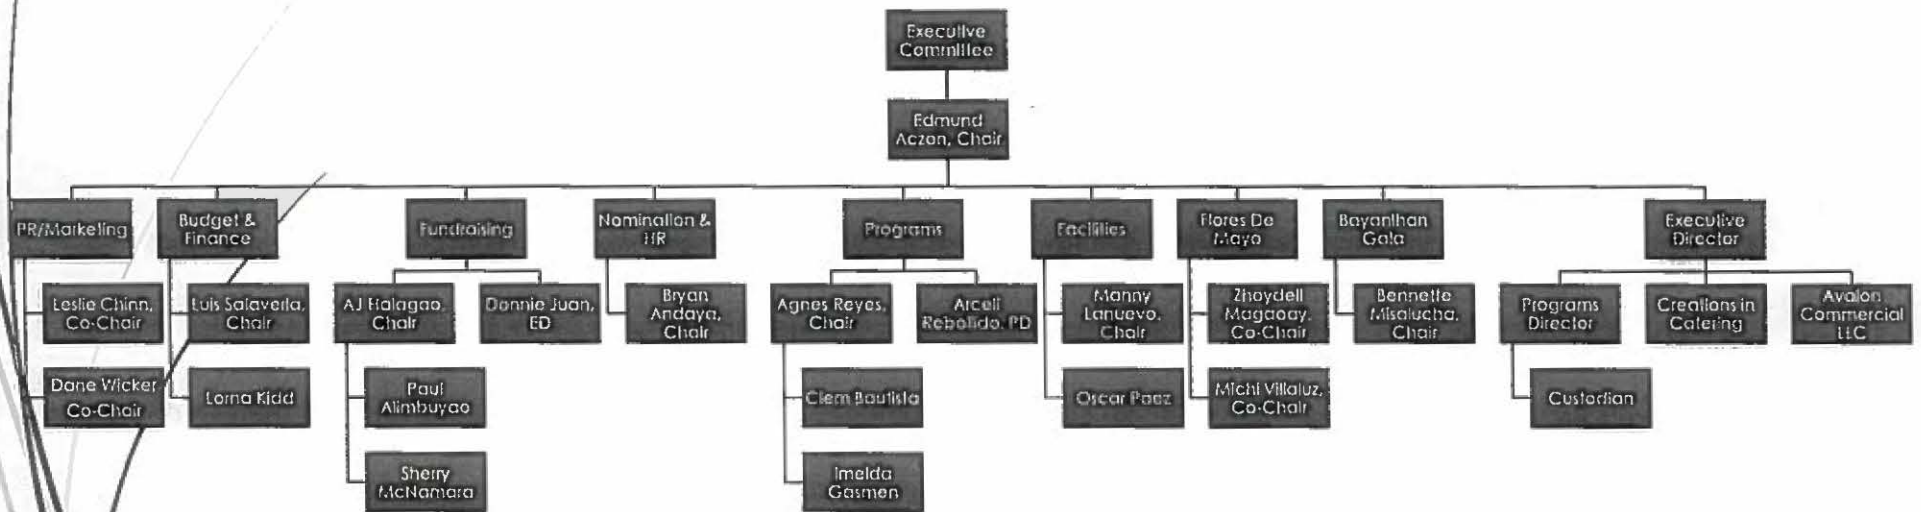 Executive
Committee
Edmund
Aczon, Chair
PR/Marketing
Budget &
Finance
Fundraising
Nomination &
HR
Programs
Facilities
Flores De
Mayo
Bayanihan
Gala
Executive
Director
Leslie Chinn,
Co-Chair
Luis Salaveria,
Chair
AJ Halagao,
Chair
Donnie Juan,
ED
Bryan
Andaya,
Chair
Agnes Reyes,
Chair
Arceli
Rebollido, PD
Manny
Lanuevo,
Chair
Zhoydell
Magaoay,
Co-Chair
Bennette
Misalucha,
Chair
Programs
Director
Creations in
Catering
Avalon
Commercial
LLC
Dane Wicker
Co-Chair
Lorna Kidd
Paul
Alimbuyao
Clem Bautista
Oscar Paez
Michi Villaluz,
Co-Chair
Custodian
Sherry
McNamara
Imelda
Gasmen